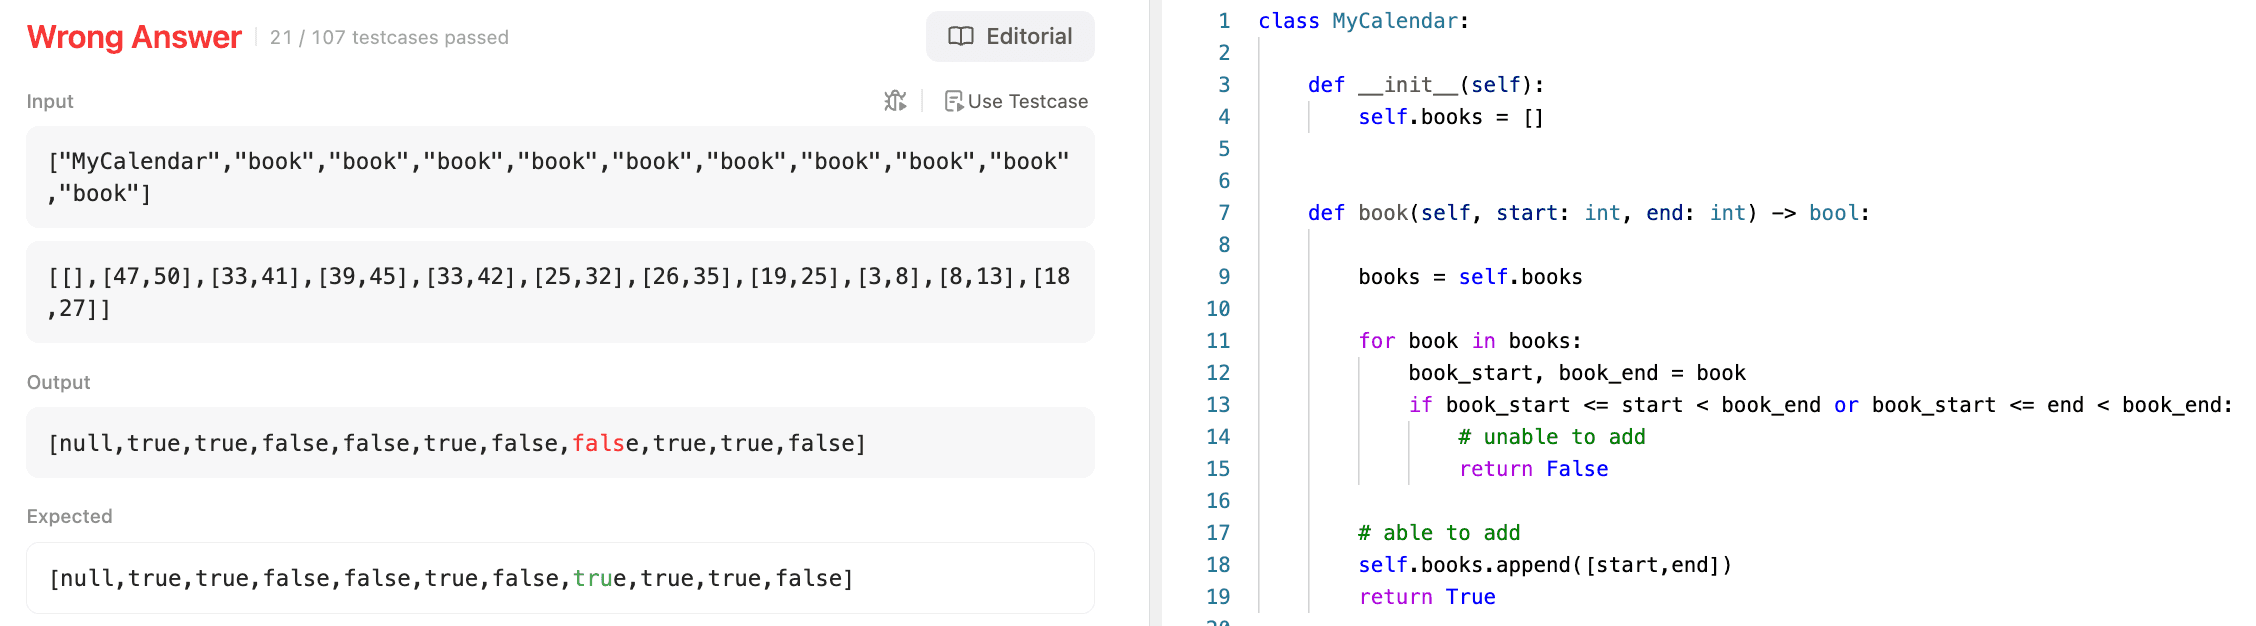 Wrong Answer
21 / 107 testcases passed
Editorial
Input
Use Testcase
["MyCalendar","book","book","book","book","book","book","book","book","book"
,"book"]
[[],[47,50],[33,41],[39,45],[33,42],[25,32],[26,35],[19,25],[3,8],[8,13],[18
,27]]
Output
[null,true,true,false,false,true,false,false,true,true,false]
Expected
[null,true,true,false,false,true,false,true,true,true,false]
1 class MyCalendar:
2
3     def __init__(self):
4         self.books = []
5
6
7     def book(self, start: int, end: int) -> bool:
8
9         books = self.books
10
11         for book in books:
12             book_start, book_end = book
13             if book_start <= start < book_end or book_start <= end < book_end:
14                 # unable to add
15                 return False
16
17         # able to add
18         self.books.append([start,end])
19         return True
20